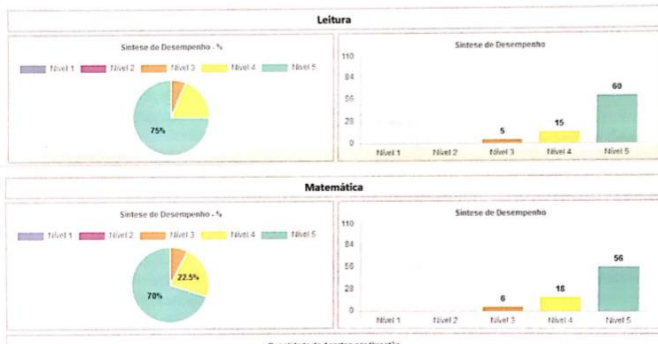 Leitura
Síntese de Desempenho - %
Nível 1 Nível 2 Nível 3 Nível 4 Nível 5
75%
Síntese de Desempenho
110
84
56
28
0
5
15
60
Nível 1 Nível 2 Nível 3 Nível 4 Nível 5
Matemática
Síntese de Desempenho - %
Nível 1 Nível 2 Nível 3 Nível 4 Nível 5
22.5%
70%
Síntese de Desempenho
110
84
56
28
0
6
18
56
Nível 1 Nível 2 Nível 3 Nível 4 Nível 5